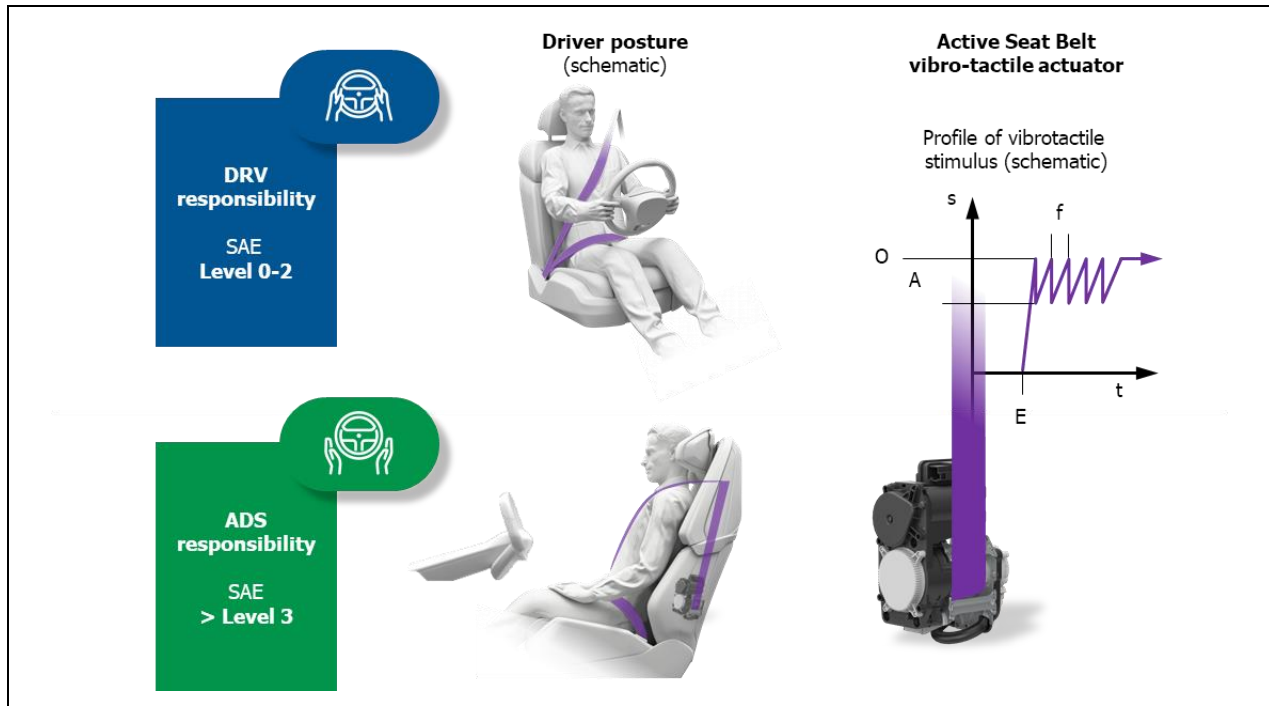 DRV
responsibility
SAE
Level 0-2
Driver posture
(schematic)
Active Seat Belt
vibro-tactile actuator
Profile of vibrotactile
stimulus (schematic)
s
f
O
A
t
E
ADS
responsibility
SAE
> Level 3